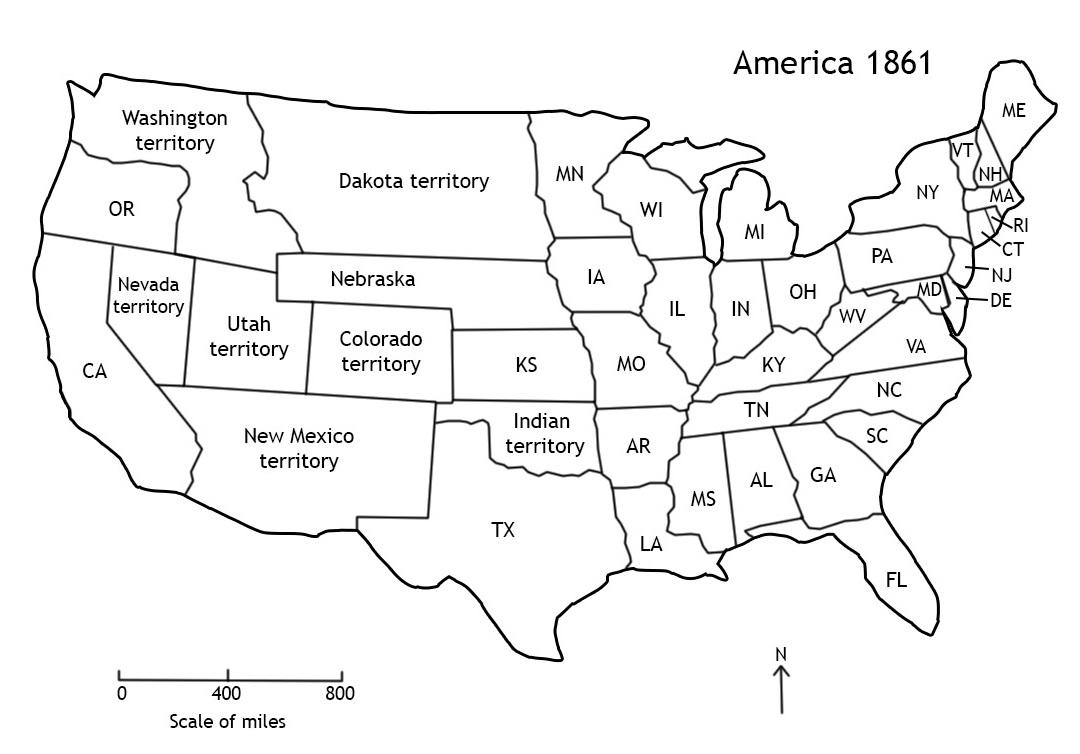 America 1861
ME
Washington
territory
VT
NH
MN
Dakota territory
NY
MA
OR
WI
RI
MI
CT
PA
NJ
Nebraska
IA
Nevada
territory
OH
MD
DE
IL
IN
WV
Utah
territory
Colorado
territory
VA
KS
MO
KY
CA
NC
TN
Indian
territory
New Mexico
territory
AR
SC
GA
AL
MS
TX
LA
FL
N
0 400 800
Scale of miles